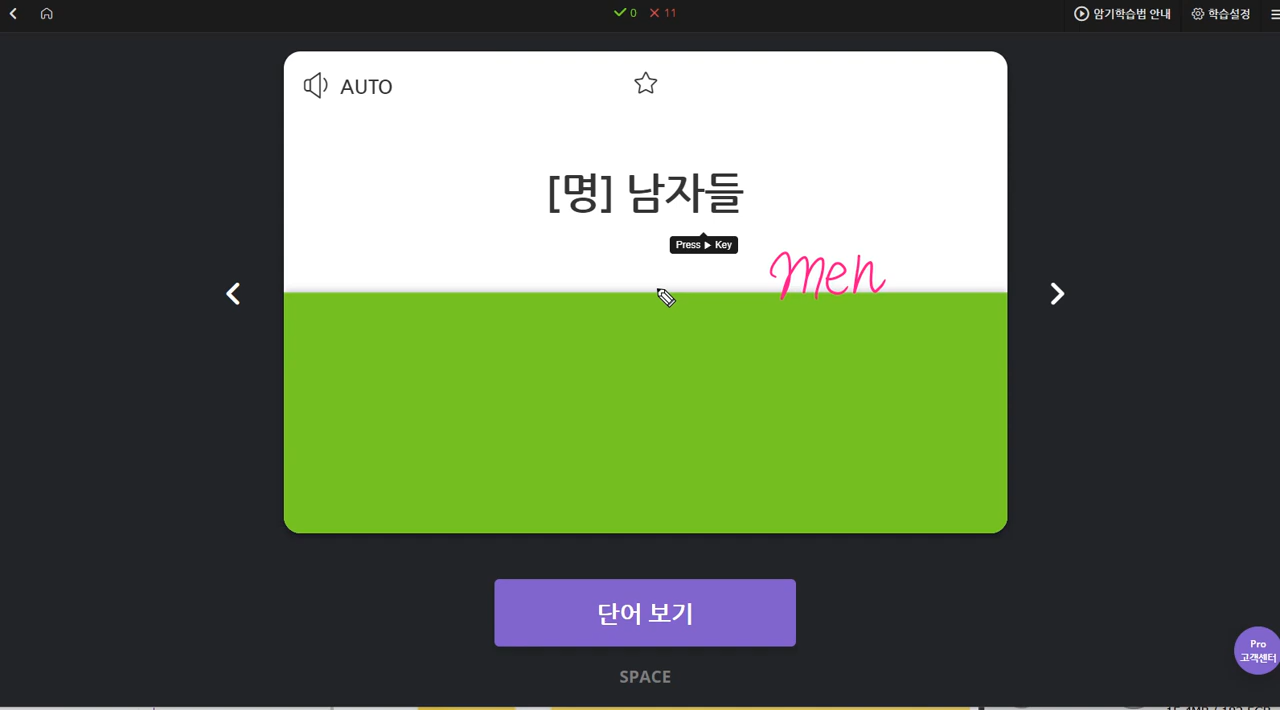 0 11 암기학습법 안내 학습설정
AUTO
[명] 남자들
Press ▶ Key
men
단어 보기
SPACE
Pro
고객센터